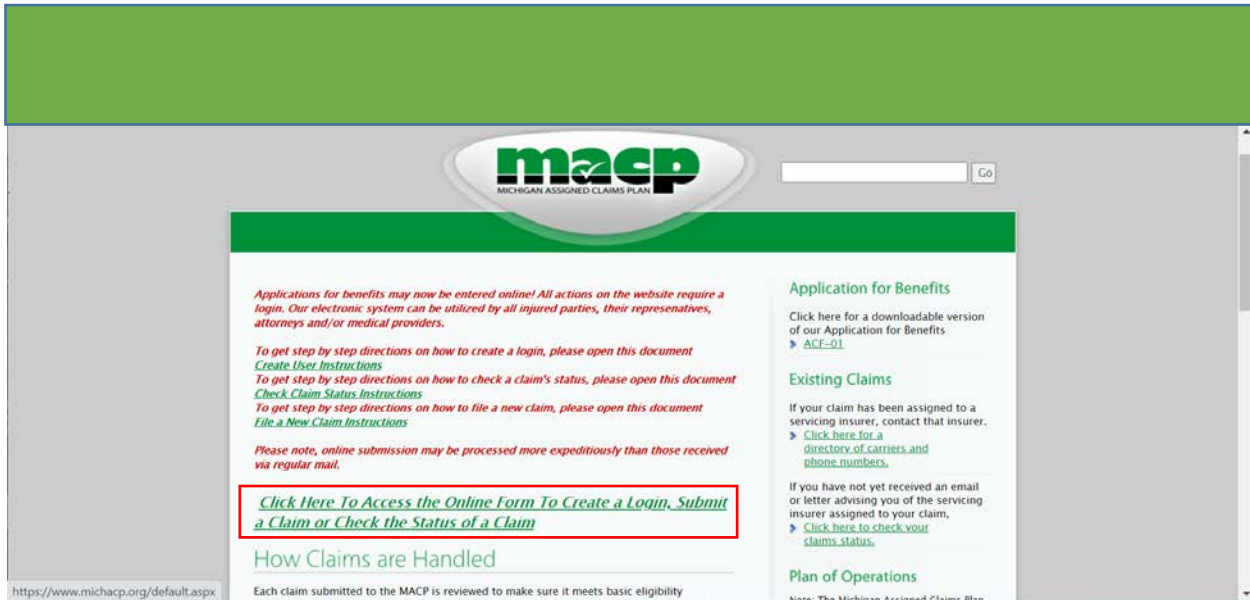 macp
MICHIGAN ASSIGNED CLAIMS PLAN
Go
Applications for benefits may now be entered online! All actions on the website require a
login. Our electronic system can be utilized by all injured parties, their represenatives,
attorneys and/or medical providers.
To get step by step directions on how to create a login, please open this document
Create User Instructions
To get step by step directions on how to check a claim's status, please open this document
Check Claim Status Instructions
To get step by step directions on how to file a new claim, please open this document
File a New Claim Instructions
Please note, online submission may be processed more expeditiously than those received
via regular mail.
Click Here To Access the Online Form To Create a Login, Submit
a Claim or Check the Status of a Claim
How Claims are Handled
Each claim submitted to the MACP is reviewed to make sure it meets basic eligibility
Application for Benefits
Click here for a downloadable version
of our Application for Benefits
ACF-01
Existing Claims
If your claim has been assigned to a
servicing insurer, contact that insurer.
Click here for a
directory of carriers and
phone numbers.
If you have not yet received an email
or letter advising you of the servicing
insurer assigned to your claim,
Click here to check your
claims status.
Plan of Operations
Note: The Michigan Assigned Claims Plan
https://www.michacp.org/default.aspx